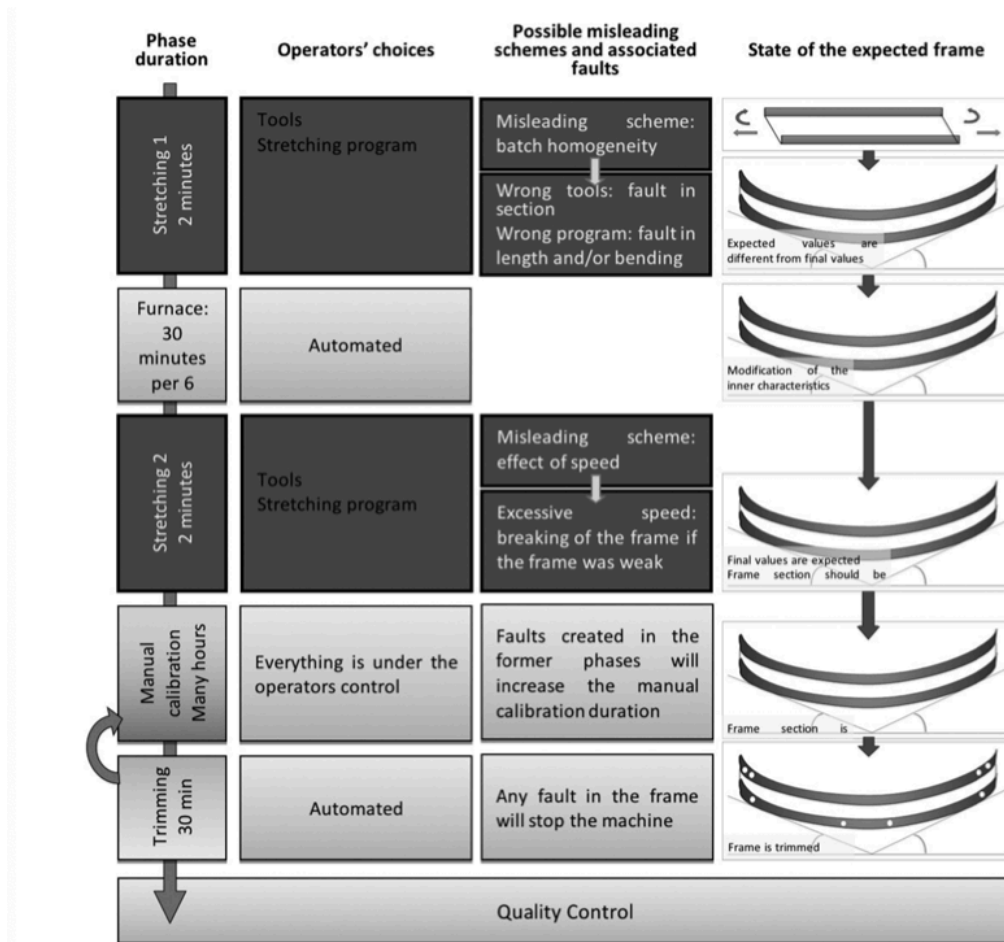 Phase
duration
Operators' choices
Possible misleading
schemes and associated
faults
State of the expected frame
Stretching 1
2 minutes
Tools
Stretching program
Misleading scheme:
batch homogeneity
Wrong tools: fault in
section
Wrong program: fault in
length and/or bending
Expected values are
different from final values
Furnace:
30
minutes
per 6
Automated
Modification of the
inner characteristics
Stretching 2
2 minutes
Tools
Stretching program
Misleading scheme:
effect of speed
Excessive speed:
breaking of the frame if
the frame was weak
Final values are expected
Frame section should be
Manual
calibration
Many hours
Everything is under the
operators control
Faults created in the
former phases will
increase the manual
calibration duration
Frame section is
Trimming
30 min
Automated
Any fault in the frame
will stop the machine
Frame is trimmed
Quality Control